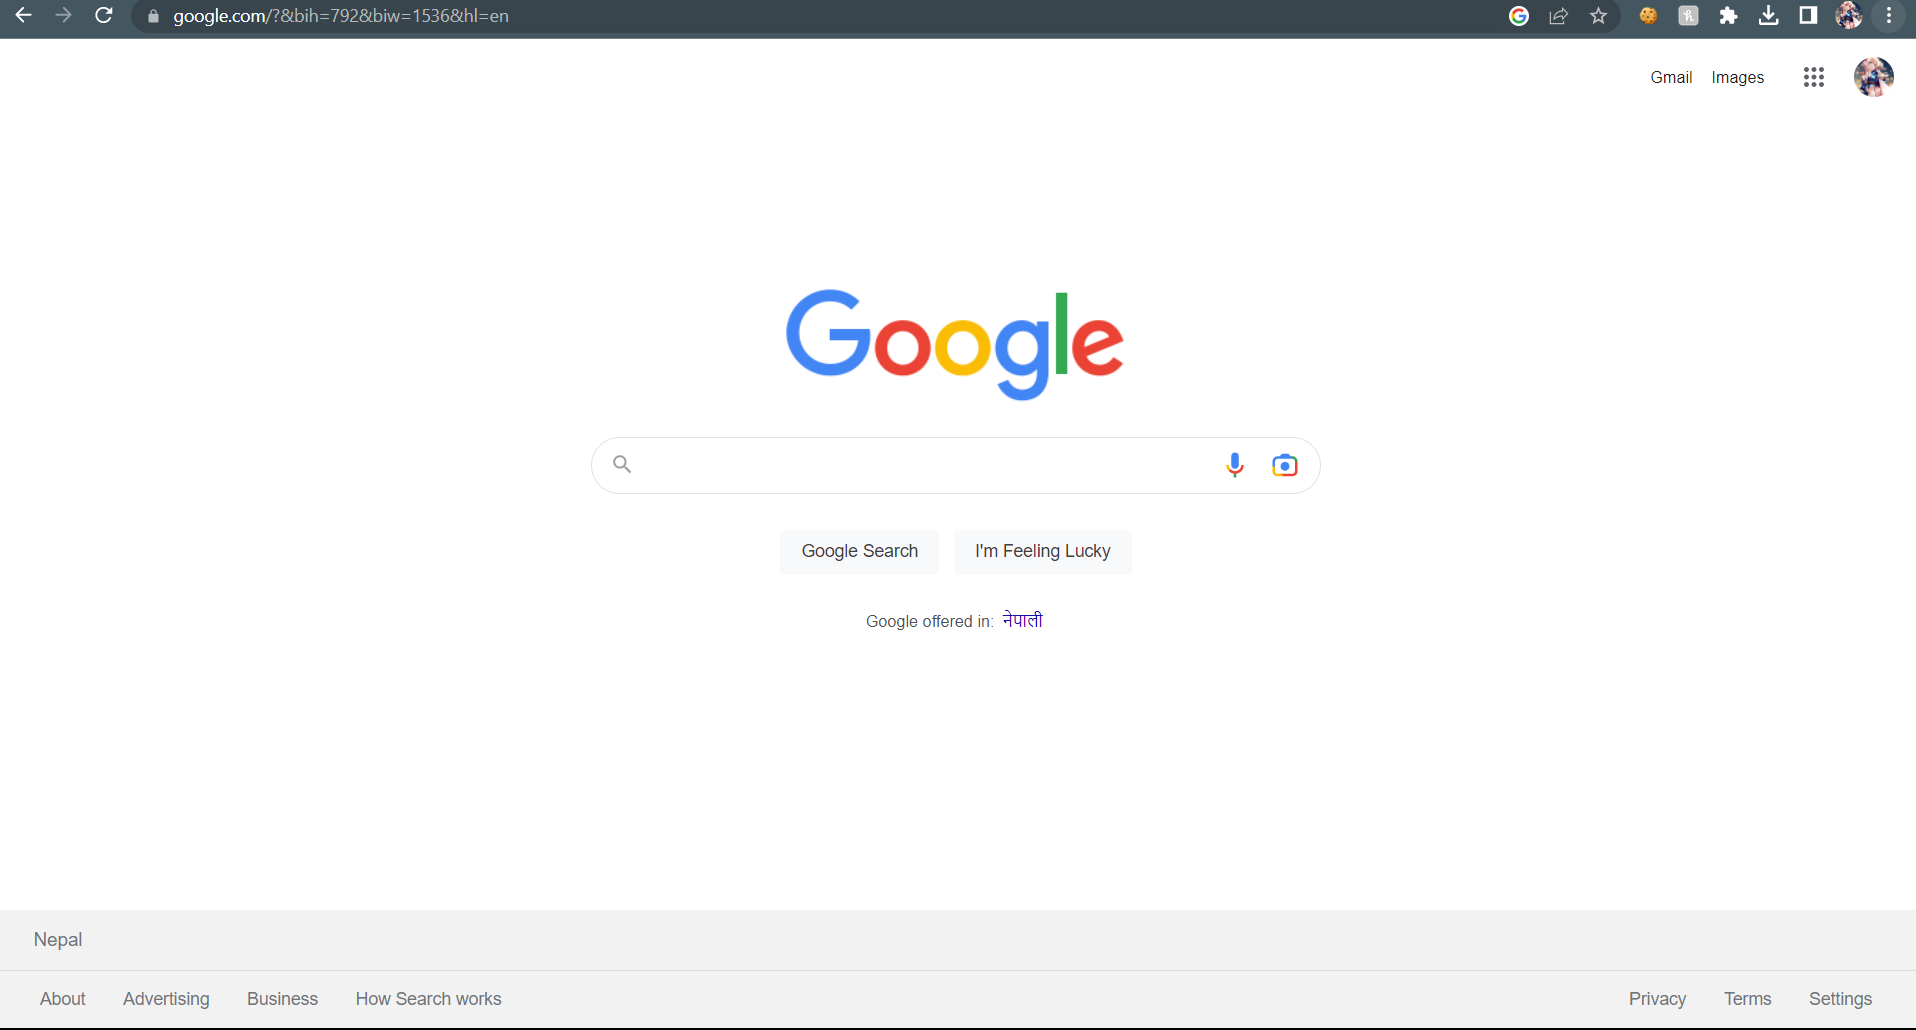 google.com/?&bih=792&biw=1536&hl=en
Gmail Images
Google
Google Search I'm Feeling Lucky
Google offered in: नेपाली
Nepal
About Advertising Business How Search works Privacy Terms Settings